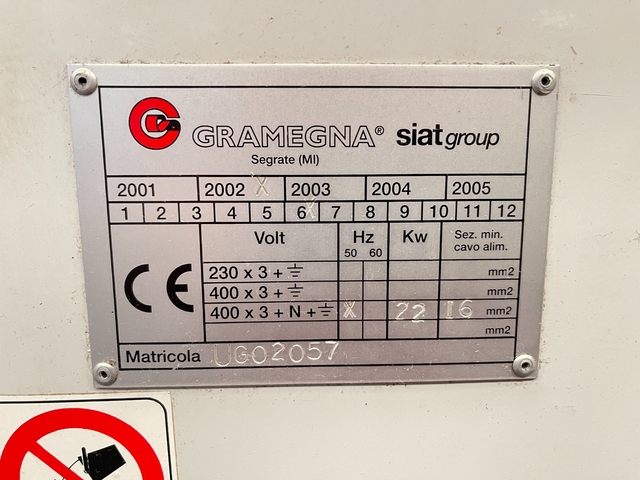 GRAMEGNA® siat group
Segrate (MI)
2001 2002 X 2003 2004 2005
1 2 3 4 5 6 X 7 8 9 10 11 12
Volt Hz Kw Sez. min.
50 60 cavo alim.
230 x 3 + ⏚ mm2
400 x 3 + ⏚ mm2
400 x 3 + N + ⏚ X 22 16 mm2
mm2
CE
Matricola UG02057